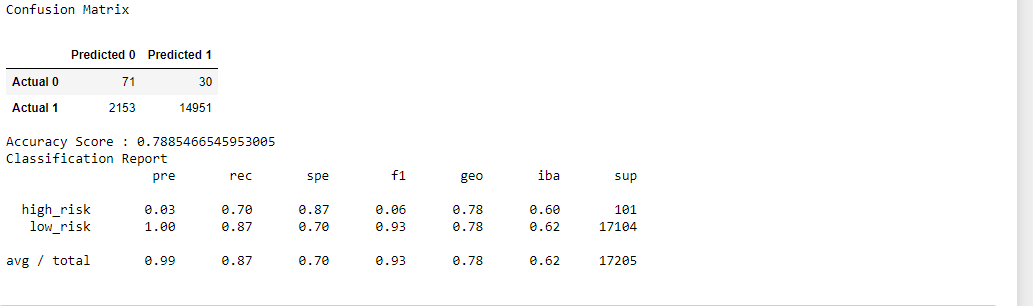 Confusion Matrix
Predicted 0 Predicted 1
Actual 0 71 30
Actual 1 2153 14951
Accuracy Score : 0.7885466545953005
Classification Report
pre rec spe f1 geo iba sup
high_risk 0.03 0.70 0.87 0.06 0.78 0.60 101
low_risk 1.00 0.87 0.70 0.93 0.78 0.62 17104
avg / total 0.99 0.87 0.70 0.93 0.78 0.62 17205